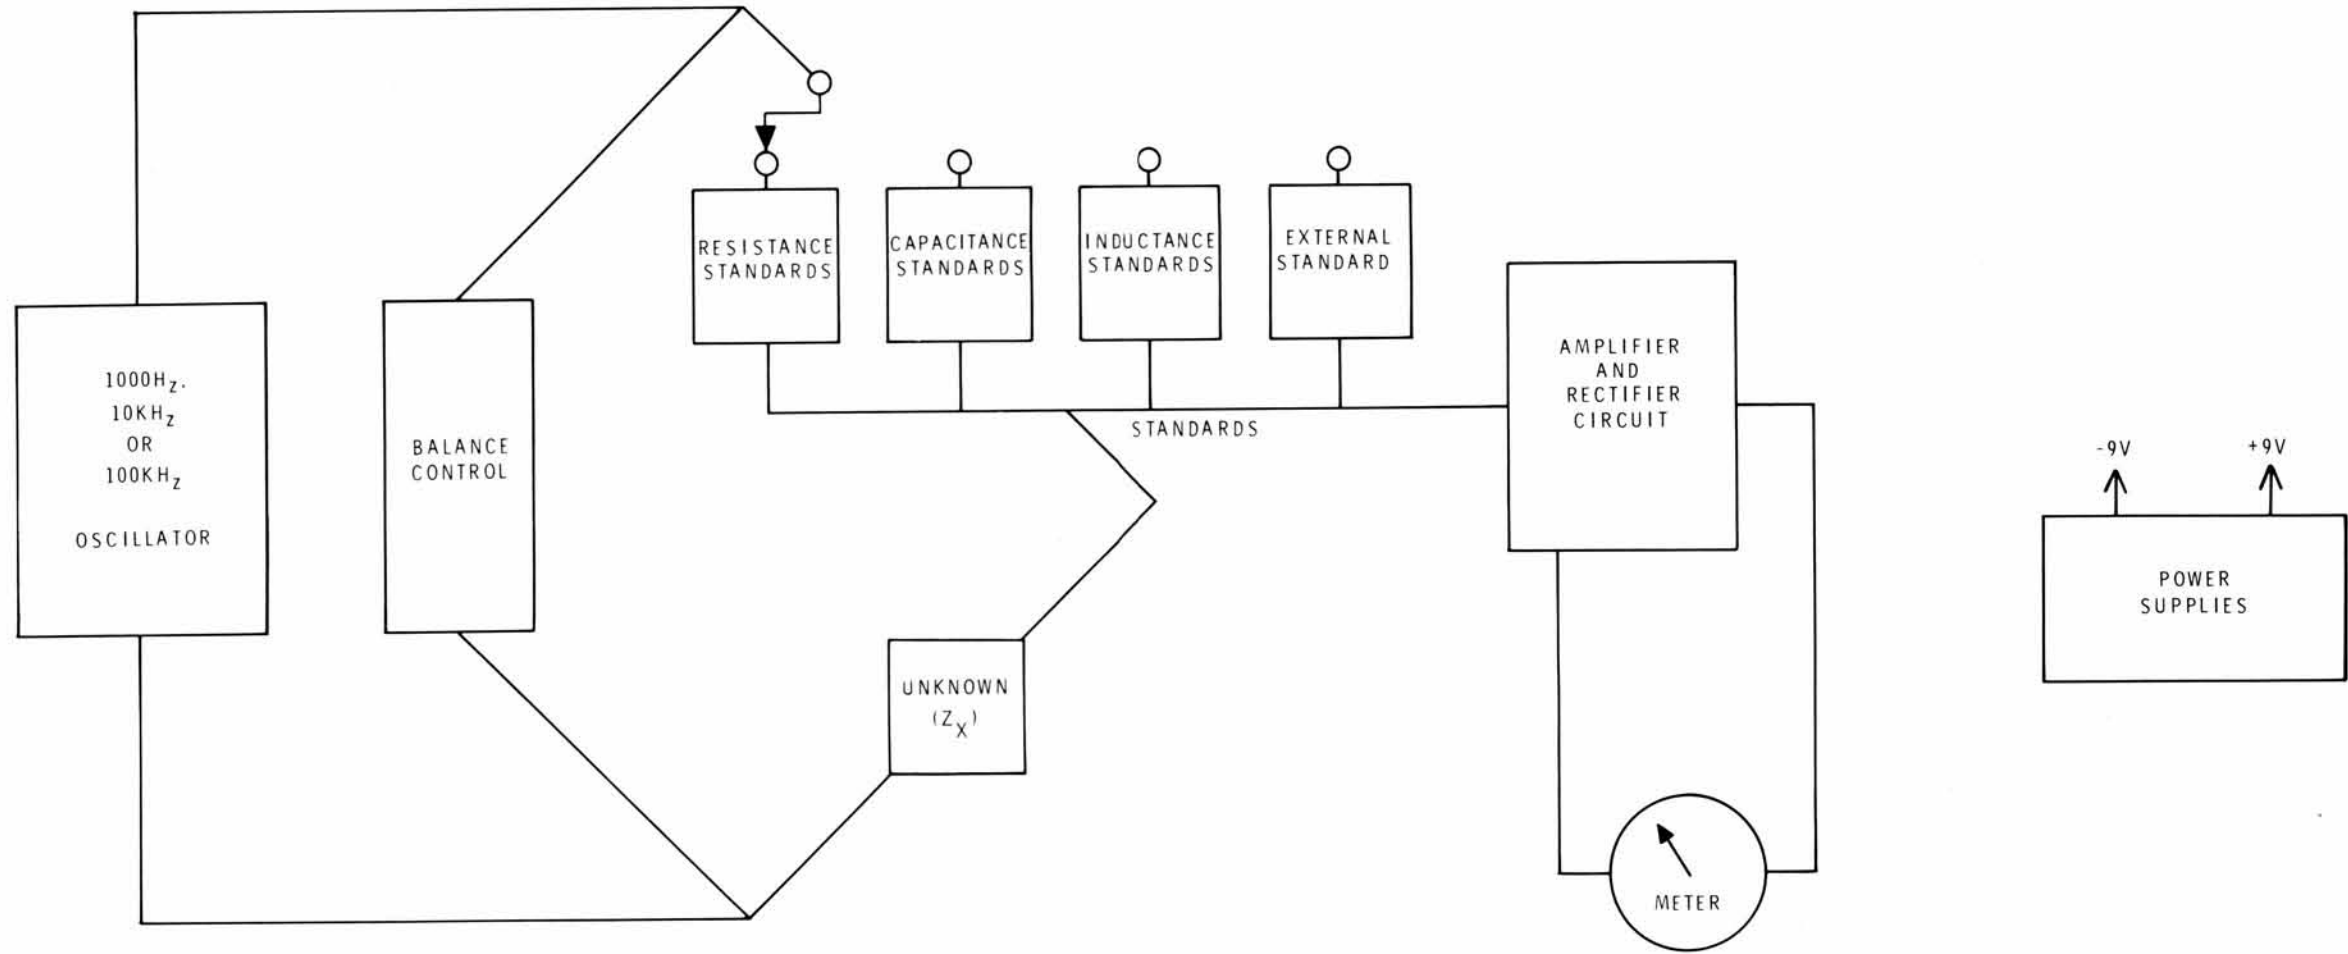 RESISTANCE
STANDARDS
CAPACITANCE
STANDARDS
INDUCTANCE
STANDARDS
EXTERNAL
STANDARD
1000Hz.
10KHz
OR
100KHz
OSCILLATOR
BALANCE
CONTROL
STANDARDS
AMPLIFIER
AND
RECTIFIER
CIRCUIT
-9V
+9V
POWER
SUPPLIES
UNKNOWN
(ZX)
METER